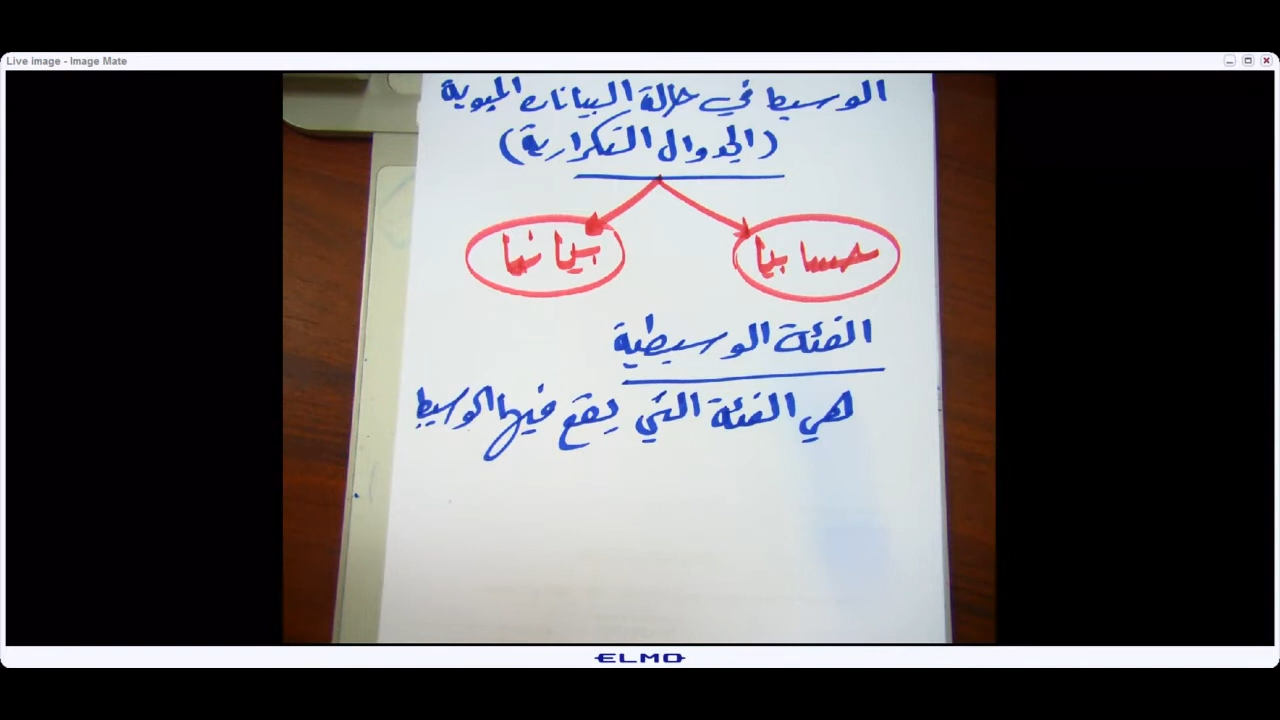 Live image - Image Mate
الوسيط في حالة البيانات المبوبة
(الجدوال التكرارية)
حسابيا
بيانيا
الفئة الوسيطية
هي الفئة التي يقع فيها الوسيط
ELMO